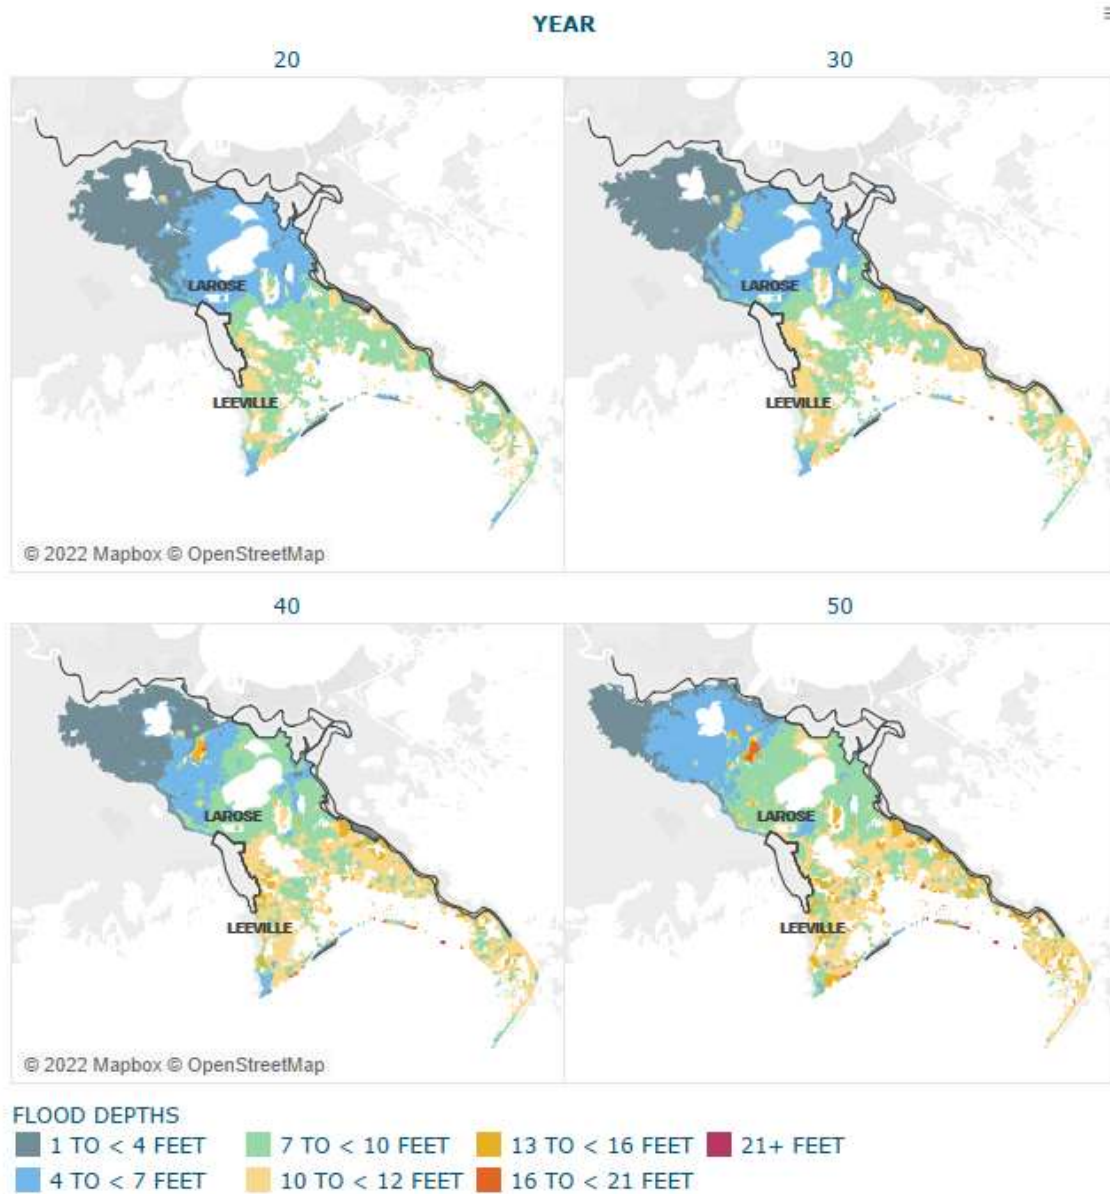 YEAR
20
30
LAROSE
LAROSE
LEEVILLE
LEEVILLE
© 2022 Mapbox © OpenStreetMap
40
50
LAROSE
LAROSE
LEEVILLE
LEEVILLE
© 2022 Mapbox © OpenStreetMap
FLOOD DEPTHS
1 TO < 4 FEET
7 TO < 10 FEET
13 TO < 16 FEET
21+ FEET
4 TO < 7 FEET
10 TO < 12 FEET
16 TO < 21 FEET